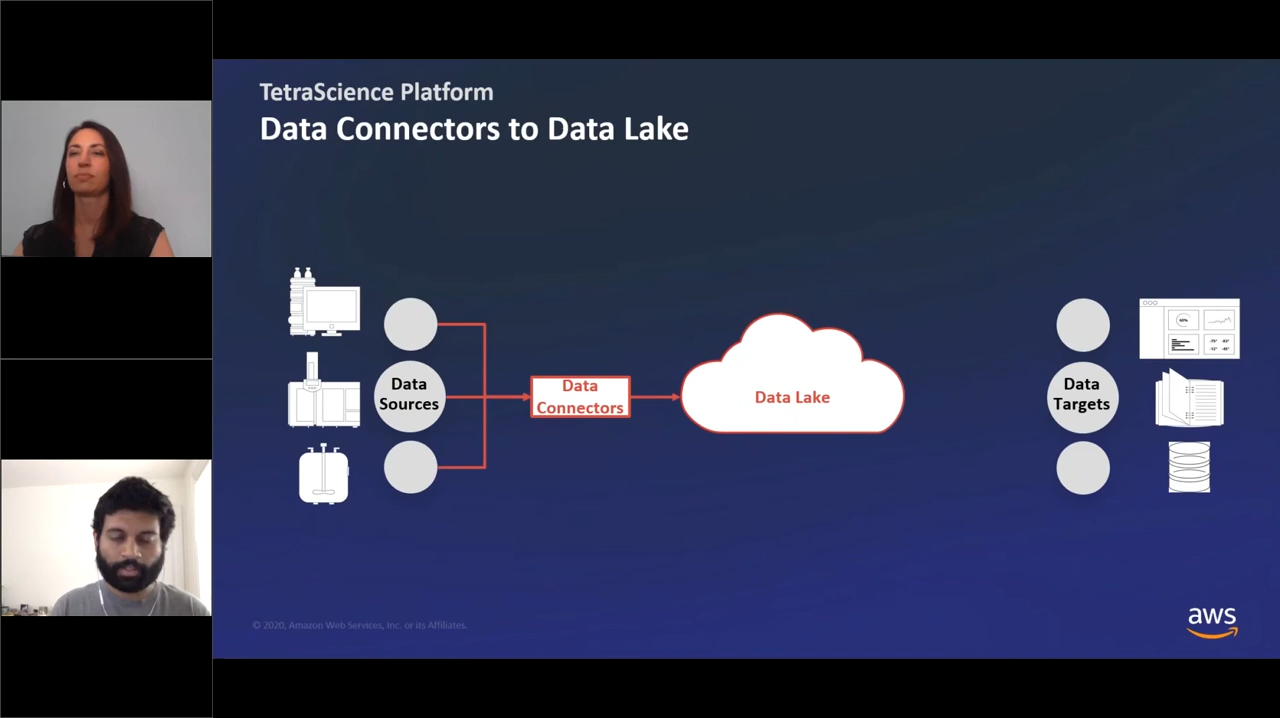 TetraScience Platform
Data Connectors to Data Lake
Data
Sources
Data
Connectors
Data Lake
Data
Targets
© 2020, Amazon Web Services, Inc. or its Affiliates.
aws